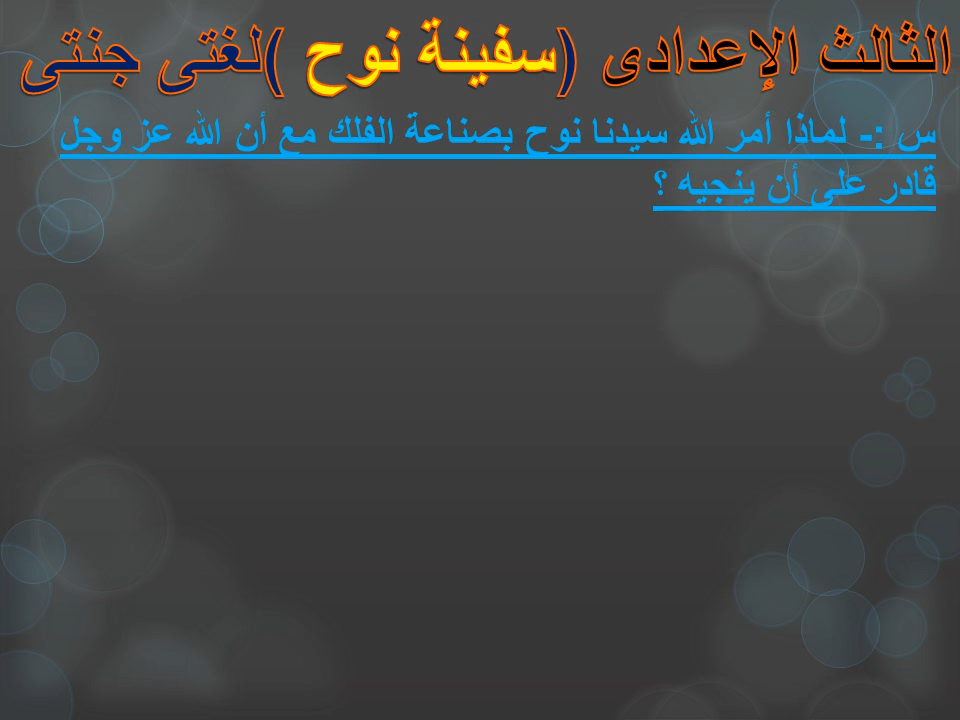 الثالث الإعدادى (سفينة نوح )لغتى جنتى
س :- لماذا أمر الله سيدنا نوح بصناعة الفلك مع أن الله عز وجل
قادر على أن ينجيه ؟